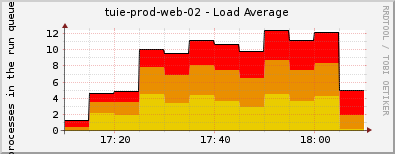 tuie-prod-web-02 - Load Average
processes in the run queue
12
10
8
6
4
2
0
17:20 17:40 18:00
RRDTOOL / TOBI OETIKER